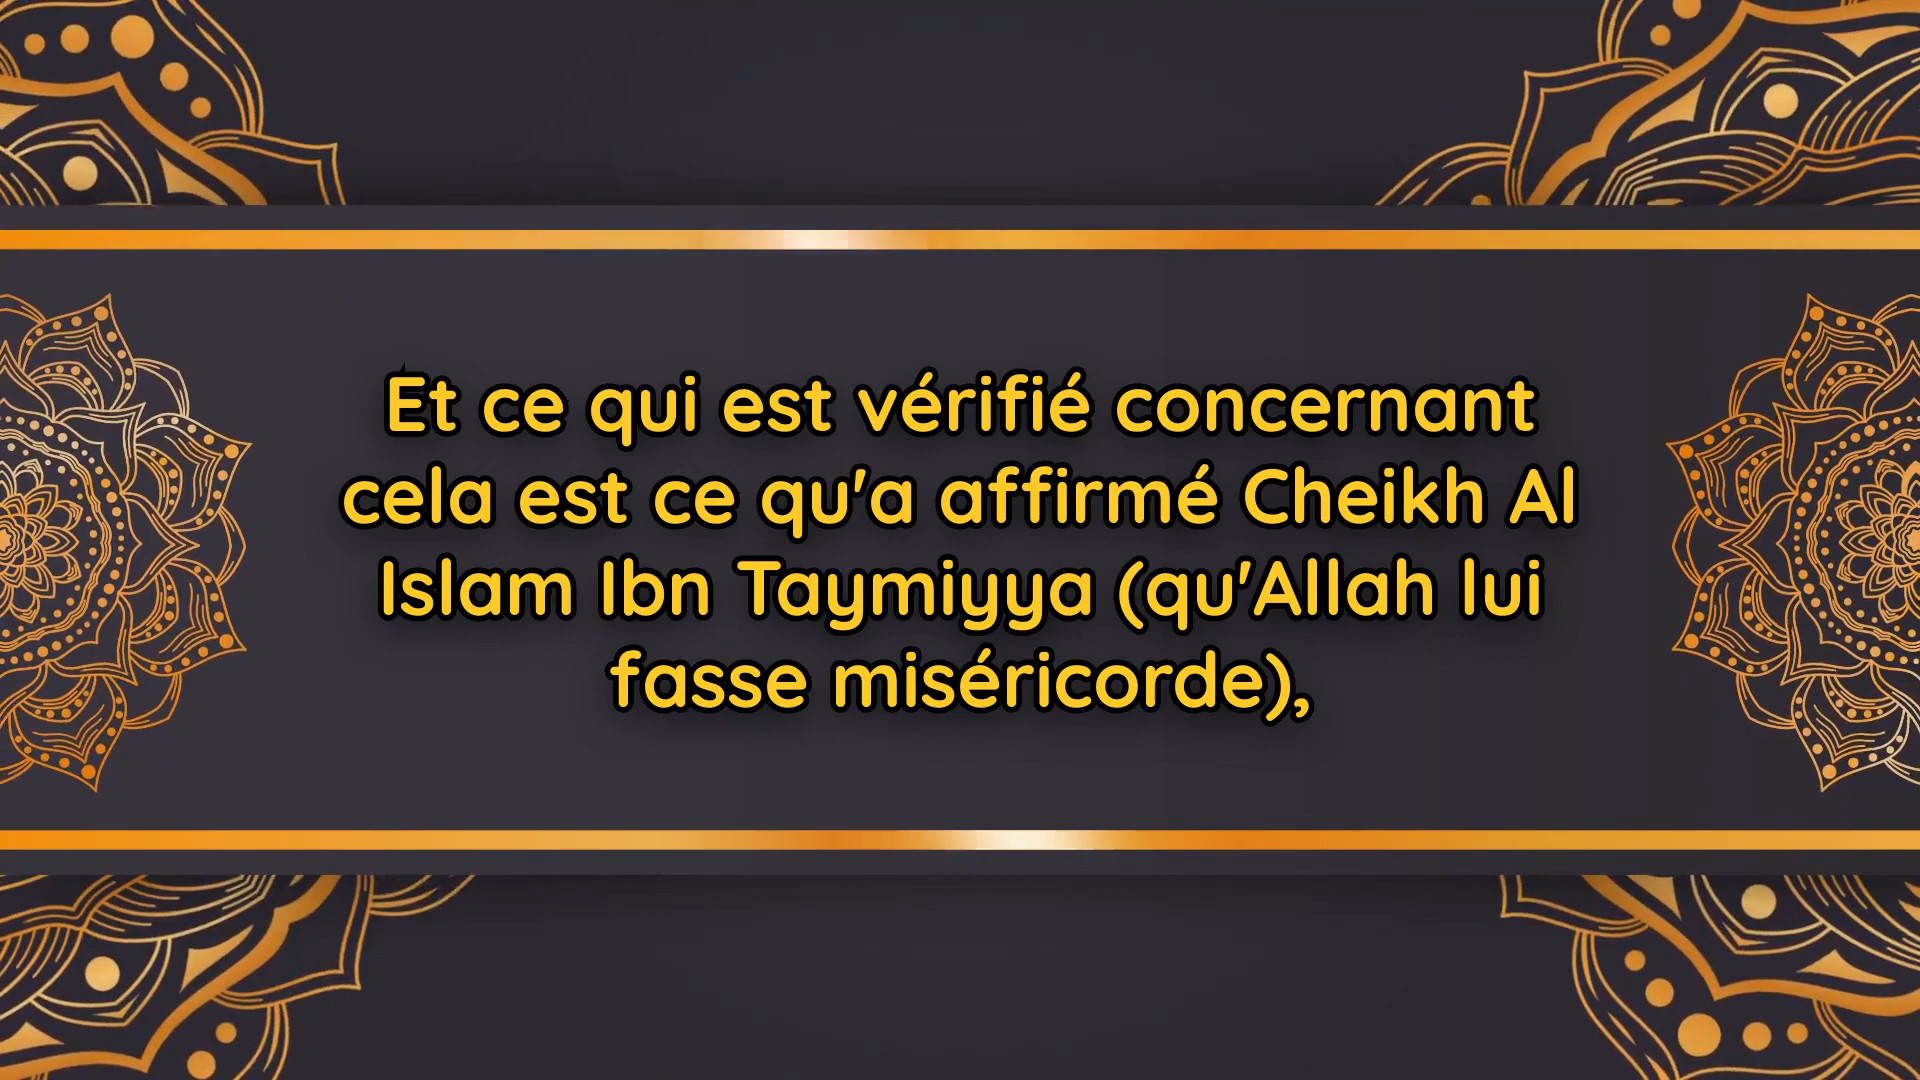 Et ce qui est vérifié concernant
cela est ce qu'a affirmé Cheikh Al
Islam Ibn Taymiyya (qu'Allah lui
fasse miséricorde),